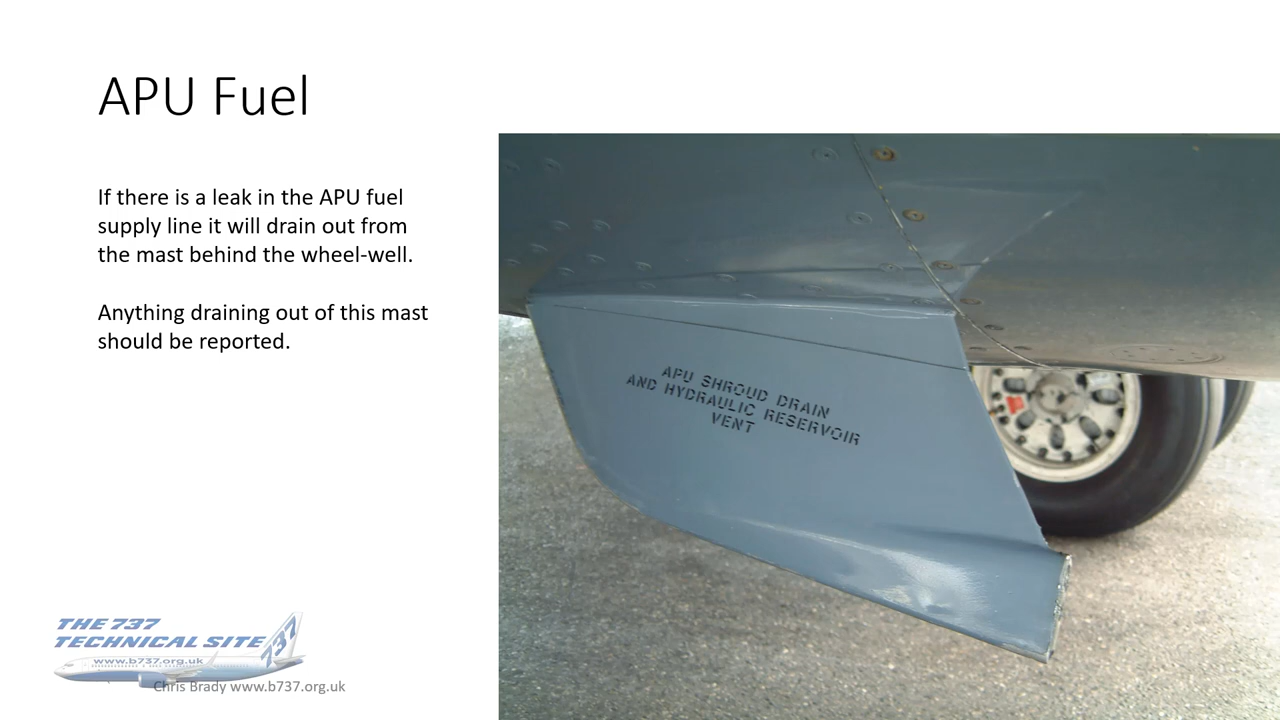 APU Fuel
If there is a leak in the APU fuel
supply line it will drain out from
the mast behind the wheel-well.
Anything draining out of this mast
should be reported.
APU SHROUD DRAIN
AND HYDRAULIC RESERVOIR
VENT
THE 737
TECHNICAL SITE
737
www.b737.org.uk
Chris Brady www.b737.org.uk